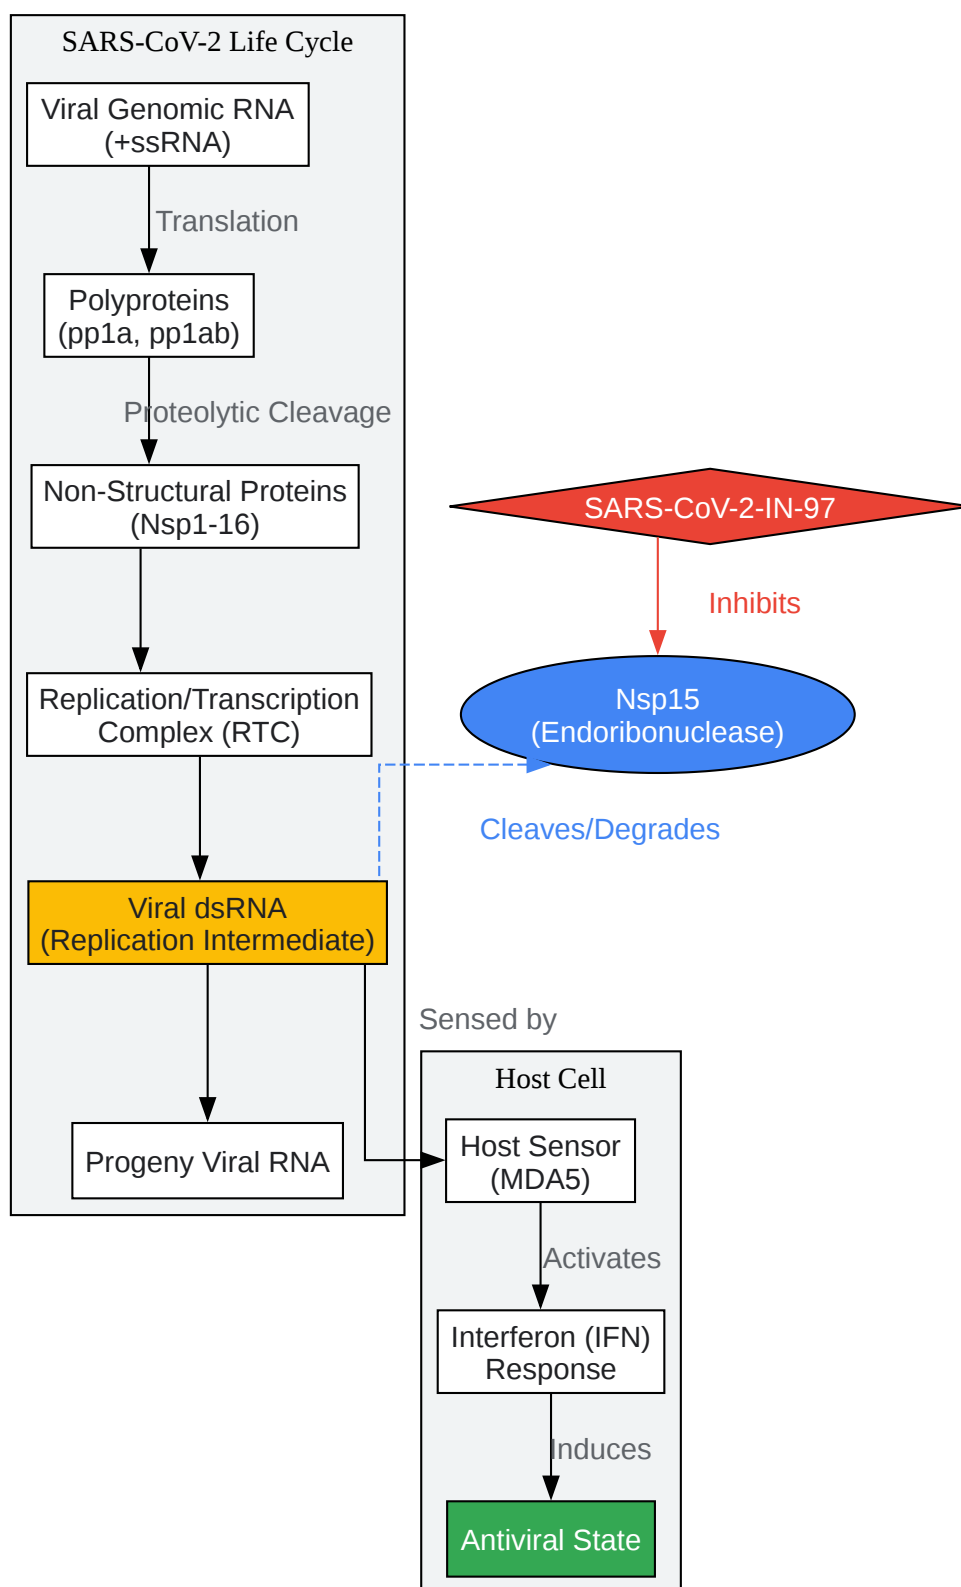 SARS-CoV-2 Life Cycle
Viral Genomic RNA
(+ssRNA)
Translation
Polyproteins
(pp1a, pp1ab)
Proteolytic Cleavage
Non-Structural Proteins
(Nsp1-16)
SARS-CoV-2-IN-97
Inhibits
Replication/Transcription
Complex (RTC)
Nsp15
(Endoribonuclease)
Cleaves/Degrades
Viral dsRNA
(Replication Intermediate)
Sensed by
Progeny Viral RNA
Host Cell
Host Sensor
(MDA5)
Activates
Interferon (IFN)
Response
Induces
Antiviral State